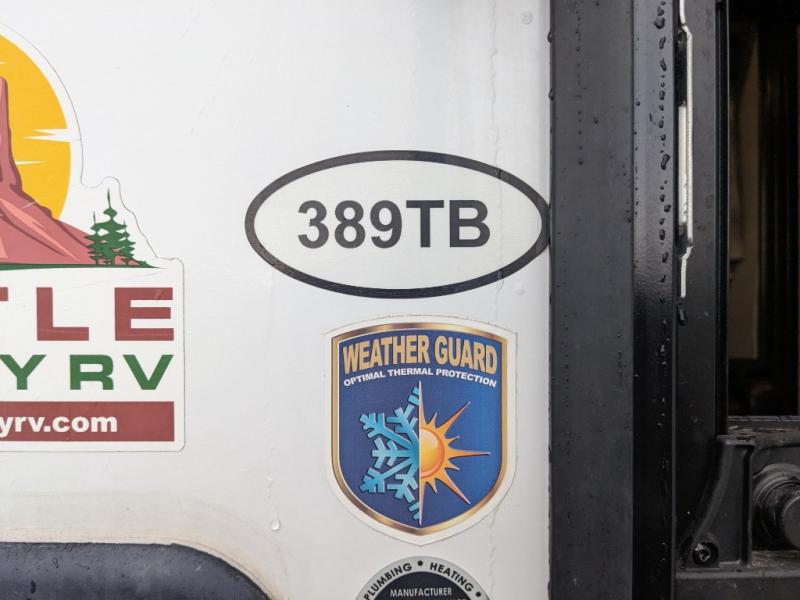 389TB
TLE
Y RV
yrv.com
WEATHER GUARD
OPTIMAL THERMAL PROTECTION
PLUMBING • HEATING •
MANUFACTURER